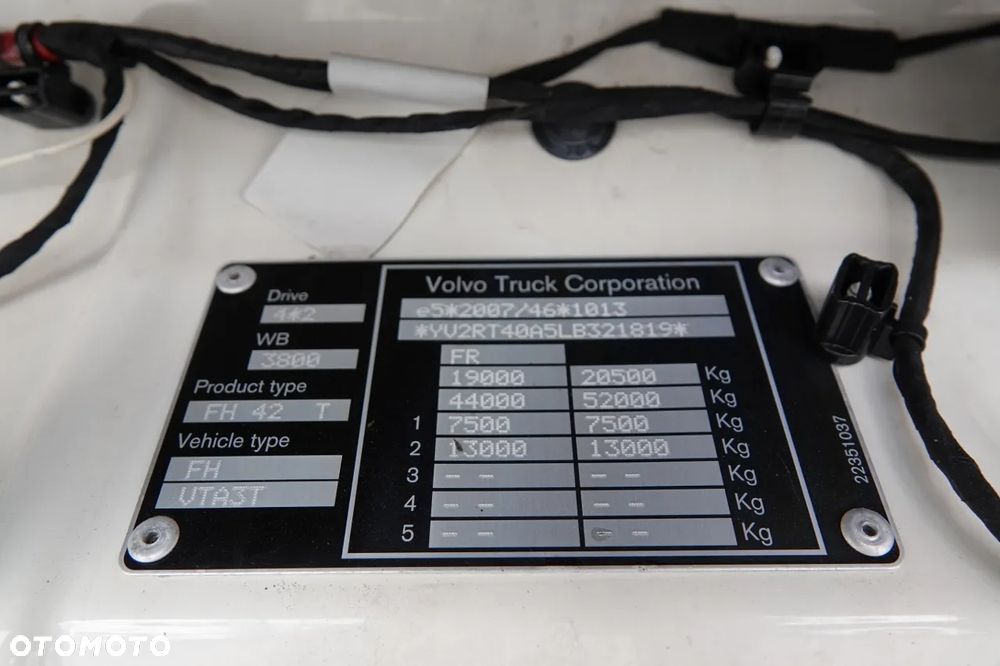 Drive
4*2
WB
3800
Product type
FH 42 T
Vehicle type
FH
VTA3T
Volvo Truck Corporation
e5*2007/46*1013
*YV2RT40A5LB321819*
FR
19000 20500 Kg
44000 52000 Kg
1 7500 7500 Kg
2 13000 13000 Kg
3 -- -- -- -- Kg
4 -- -- -- -- Kg
5 -- -- -- -- Kg
22351037
OTOMOTO